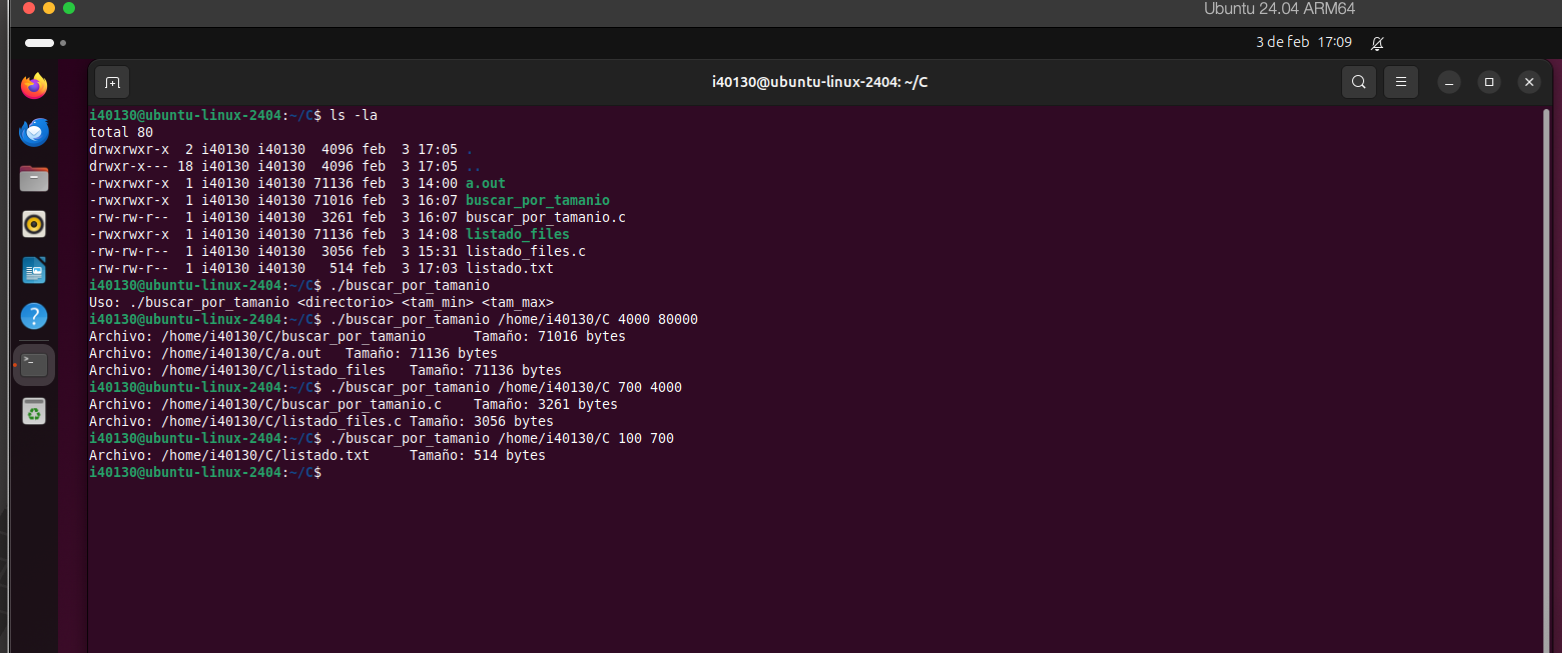 Ubuntu 24.04 ARM64
3 de feb 17:09
i40130@ubuntu-linux-2404: ~/C
i40130@ubuntu-linux-2404:~/C$ ls -la
total 80
drwxrwxr-x  2 i40130 i40130  4096 feb  3 17:05 .
drwxr-x--- 18 i40130 i40130  4096 feb  3 17:05 ..
-rwxrwxr-x  1 i40130 i40130 71136 feb  3 14:00 a.out
-rwxrwxr-x  1 i40130 i40130 71016 feb  3 16:07 buscar_por_tamanio
-rw-rw-r--  1 i40130 i40130  3261 feb  3 16:07 buscar_por_tamanio.c
-rwxrwxr-x  1 i40130 i40130 71136 feb  3 14:08 listado_files
-rw-rw-r--  1 i40130 i40130  3056 feb  3 15:31 listado_files.c
-rw-rw-r--  1 i40130 i40130   514 feb  3 17:03 listado.txt
i40130@ubuntu-linux-2404:~/C$ ./buscar_por_tamanio
Uso: ./buscar_por_tamanio <directorio> <tam_min> <tam_max>
i40130@ubuntu-linux-2404:~/C$ ./buscar_por_tamanio /home/i40130/C 4000 80000
Archivo: /home/i40130/C/buscar_por_tamanio      Tamaño: 71016 bytes
Archivo: /home/i40130/C/a.out   Tamaño: 71136 bytes
Archivo: /home/i40130/C/listado_files   Tamaño: 71136 bytes
i40130@ubuntu-linux-2404:~/C$ ./buscar_por_tamanio /home/i40130/C 700 4000
Archivo: /home/i40130/C/buscar_por_tamanio.c    Tamaño: 3261 bytes
Archivo: /home/i40130/C/listado_files.c Tamaño: 3056 bytes
i40130@ubuntu-linux-2404:~/C$ ./buscar_por_tamanio /home/i40130/C 100 700
Archivo: /home/i40130/C/listado.txt     Tamaño: 514 bytes
i40130@ubuntu-linux-2404:~/C$